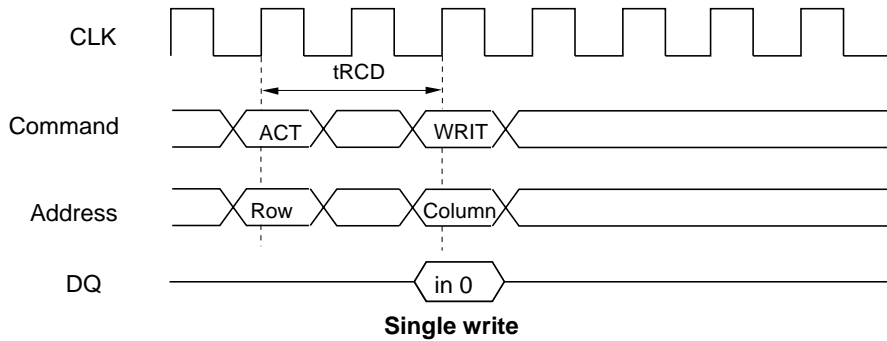 CLK
tRCD
Command ACT WRIT
Address Row Column
DQ in 0
Single write